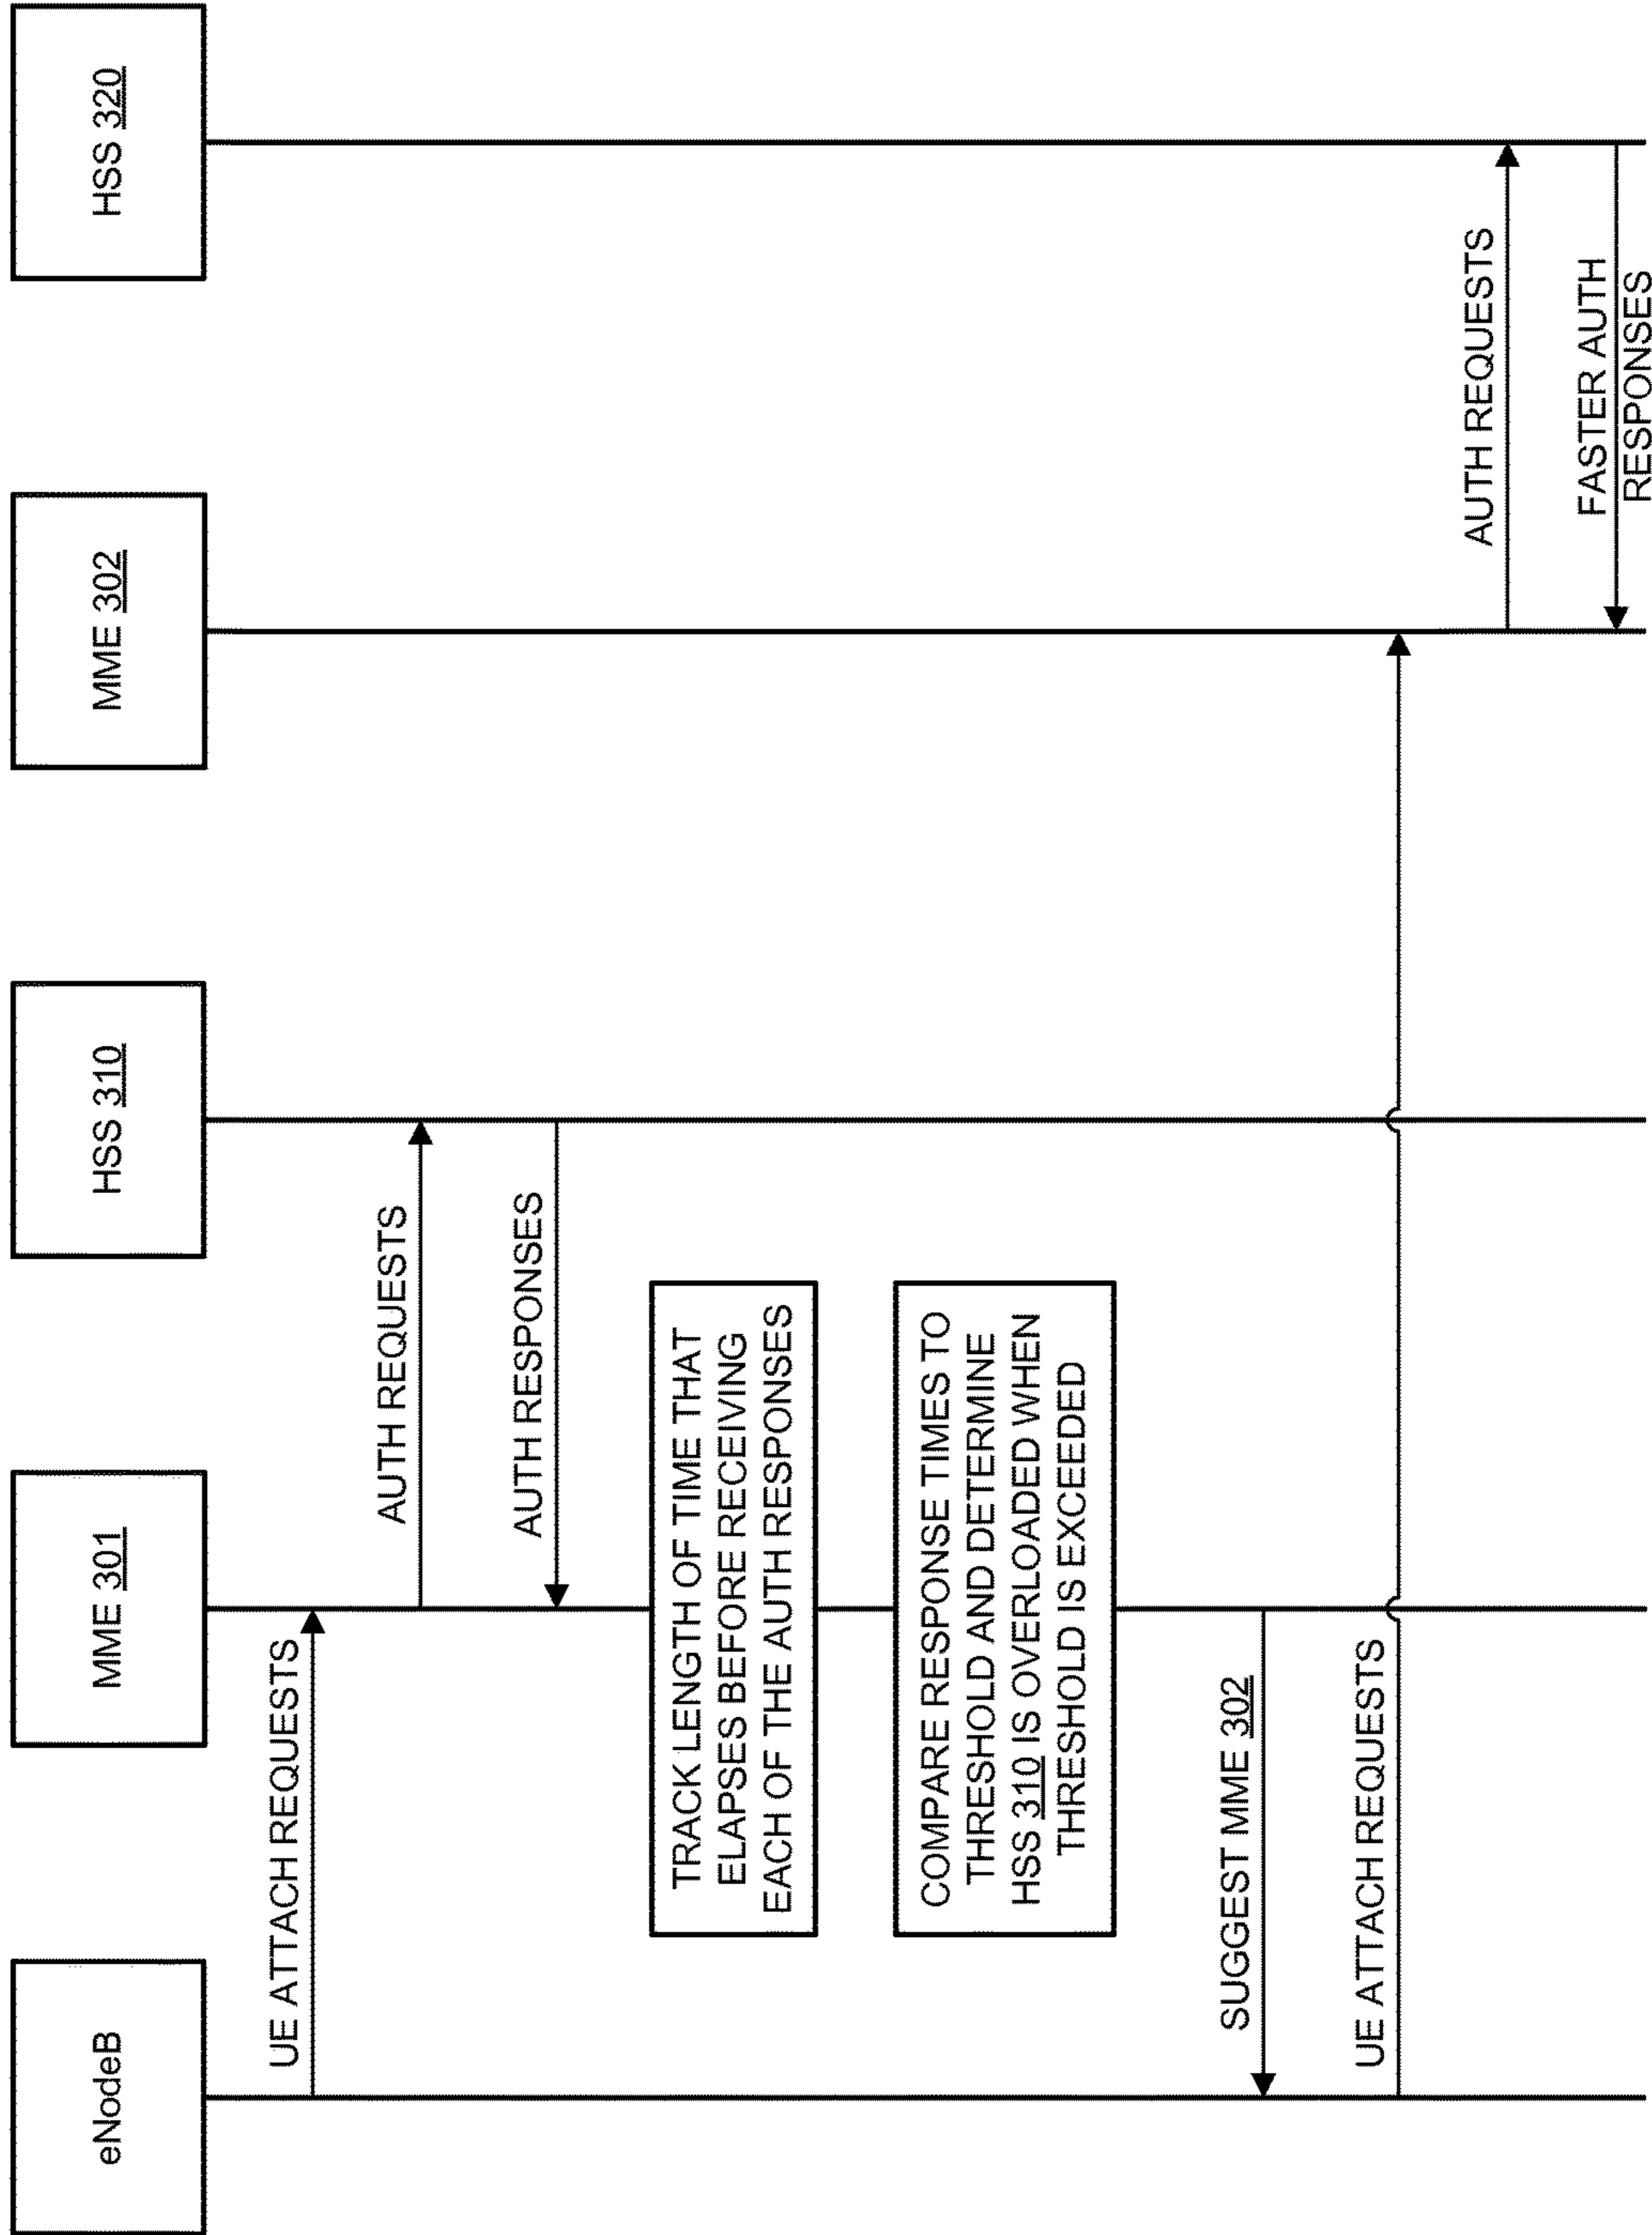 eNodeB
MME 301
HSS 310
MME 302
HSS 320
UE ATTACH REQUESTS
AUTH REQUESTS
AUTH RESPONSES
TRACK LENGTH OF TIME THAT
ELAPSES BEFORE RECEIVING
EACH OF THE AUTH RESPONSES
COMPARE RESPONSE TIMES TO
THRESHOLD AND DETERMINE
HSS 310 IS OVERLOADED WHEN
THRESHOLD IS EXCEEDED
SUGGEST MME 302
UE ATTACH REQUESTS
AUTH REQUESTS
FASTER AUTH
RESPONSES